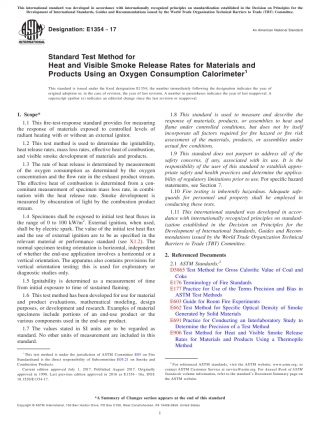 This international standard was developed in accordance with internationally recognized principles on standardization established in the Decision on Principles for the
Development of International Standards, Guides and Recommendations issued by the World Trade Organization Technical Barriers to Trade (TBT) Committee.
Designation: E1354 - 17
An American National Standard
INTERNATIONAL
Standard Test Method for
Heat and Visible Smoke Release Rates for Materials and
Products Using an Oxygen Consumption Calorimeter1
This standard is issued under the fixed designation E1354; the number immediately following the designation indicates the year of
original adoption or, in the case of revision, the year of last revision. A number in parentheses indicates the year of last reapproval. A
superscript epsilon (ε) indicates an editorial change since the last revision or reapproval.
1. Scope*
1.1 This fire-test-response standard provides for measuring
the response of materials exposed to controlled levels of
radiant heating with or without an external ignitor.
1.2 This test method is used to determine the ignitability,
heat release rates, mass loss rates, effective heat of combustion,
and visible smoke development of materials and products.
1.3 The rate of heat release is determined by measurement
of the oxygen consumption as determined by the oxygen
concentration and the flow rate in the exhaust product stream.
The effective heat of combustion is determined from a con-
comitant measurement of specimen mass loss rate, in combi-
nation with the heat release rate. Smoke development is
measured by obscuration of light by the combustion product
stream.
1.4 Specimens shall be exposed to initial test heat fluxes in
the range of 0 to 100 kW/m2. External ignition, when used,
shall be by electric spark. The value of the initial test heat flux
and the use of external ignition are to be as specified in the
relevant material or performance standard (see X1.2). The
normal specimen testing orientation is horizontal, independent
of whether the end-use application involves a horizontal or a
vertical orientation. The apparatus also contains provisions for
vertical orientation testing; this is used for exploratory or
diagnostic studies only.
1.5 Ignitability is determined as a measurement of time
from initial exposure to time of sustained flaming.
1.6 This test method has been developed for use for material
and product evaluations, mathematical modeling, design
purposes, or development and research. Examples of material
specimens include portions of an end-use product or the
various components used in the end-use product.
1.7 The values stated in SI units are to be regarded as
standard. No other units of measurement are included in this
standard.
1 This test method is under the jurisdiction of ASTM Committee E05 on Fire
Standards and is the direct responsibility of Subcommittee E05.21 on Smoke and
Combustion Products.
Current edition approved July 1, 2017. Published August 2017. Originally
approved in 1990. Last previous edition approved in 2016 as E1354 - 16a. DOI:
10.1520/E1354-17.
1.8 This standard is used to measure and describe the
response of materials, products, or assemblies to heat and
flame under controlled conditions, but does not by itself
incorporate all factors required for fire hazard or fire risk
assessment of the materials, products, or assemblies under
actual fire conditions.
1.9 This standard does not purport to address all of the
safety concerns, if any, associated with its use. It is the
responsibility of the user of this standard to establish appro-
priate safety and health practices and determine the applica-
bility of regulatory limitations prior to use. For specific hazard
statements, see Section 7.
1.10 Fire testing is inherently hazardous. Adequate safe-
guards for personnel and property shall be employed in
conducting these tests.
1.11 This international standard was developed in accor-
dance with internationally recognized principles on standard-
ization established in the Decision on Principles for the
Development of International Standards, Guides and Recom-
mendations issued by the World Trade Organization Technical
Barriers to Trade (TBT) Committee.
2. Referenced Documents
2.1 ASTM Standards:2
D5865 Test Method for Gross Calorific Value of Coal and
Coke
E176 Terminology of Fire Standards
E177 Practice for Use of the Terms Precision and Bias in
ASTM Test Methods
E603 Guide for Room Fire Experiments
E662 Test Method for Specific Optical Density of Smoke
Generated by Solid Materials
E691 Practice for Conducting an Interlaboratory Study to
Determine the Precision of a Test Method
E906 Test Method for Heat and Visible Smoke Release
Rates for Materials and Products Using a Thermopile
Method
2 For referenced ASTM standards, visit the ASTM website, www.astm.org, or
contact ASTM Customer Service at service@astm.org. For Annual Book of ASTM
Standards volume information, refer to the standard's Document Summary page on
the ASTM website.
*A Summary of Changes section appears at the end of this standard
Copyright © ASTM International, 100 Barr Harbor Drive, PO Box C700, West Conshohocken, PA 19428-2959. United States
1